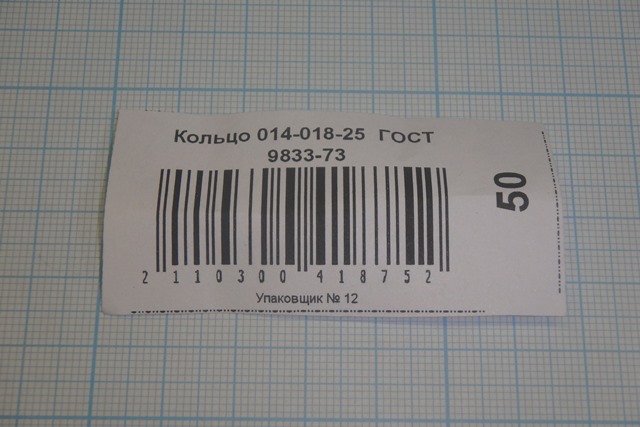 Кольцо 014-018-25 ГОСТ
9833-73
50
2 110300 418752
Упаковщик № 12